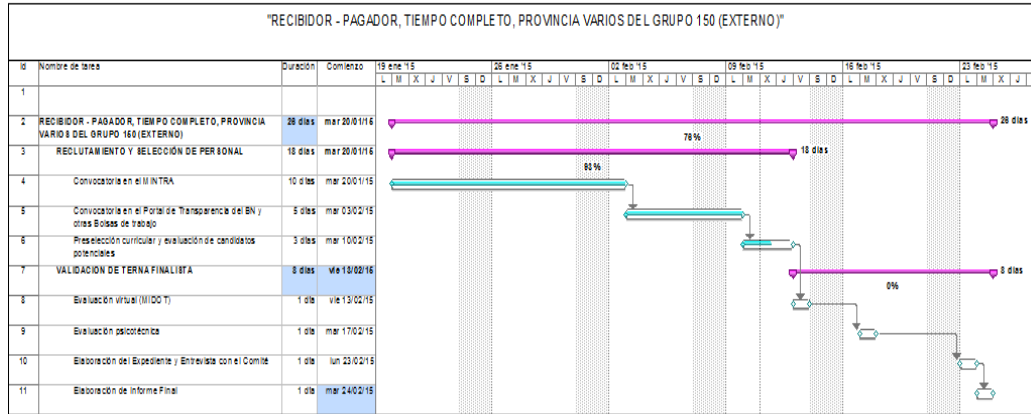 "RECIBIDOR - PAGADOR, TIEMPO COMPLETO, PROVINCIA VARIOS DEL GRUPO 150 (EXTERNO)"
Id Nombre de tarea Duración Comienzo 19 ene '15 26 ene '15 02 feb '15 09 feb '15 16 feb '15 23 feb '15
L M X J V S D L M X J V S D L M X J V S D L M X J V S D L M X J V S D L M X J
1
2 RECIBIDOR - PAGADOR, TIEMPO COMPLETO, PROVINCIA 26 días mar 20/01/15 26 días
VARIOS DEL GRUPO 150 (EXTERNO)
76%
3 RECLUTAMIENTO Y SELECCIÓN DE PERSONAL 18 días mar 20/01/15 18 días
93%
4 Convocatoria en el MINTRA 10 días mar 20/01/15
5 Convocatoria en el Portal de Transparencia del BN y 5 días mar 03/02/15
otras Bolsas de trabajo
6 Preselección curricular y evaluación de candidatos 3 días mar 10/02/15
potenciales
7 VALIDACION DE TERNA FINALISTA 8 días vie 13/02/15 8 días
0%
8 Evaluación virtual (MIDOT) 1 día vie 13/02/15
9 Evaluación psicotécnica 1 día mar 17/02/15
10 Elaboración del Expediente y Entrevista con el Comité 1 día lun 23/02/15
11 Elaboración de Informe Final 1 día mar 24/02/15